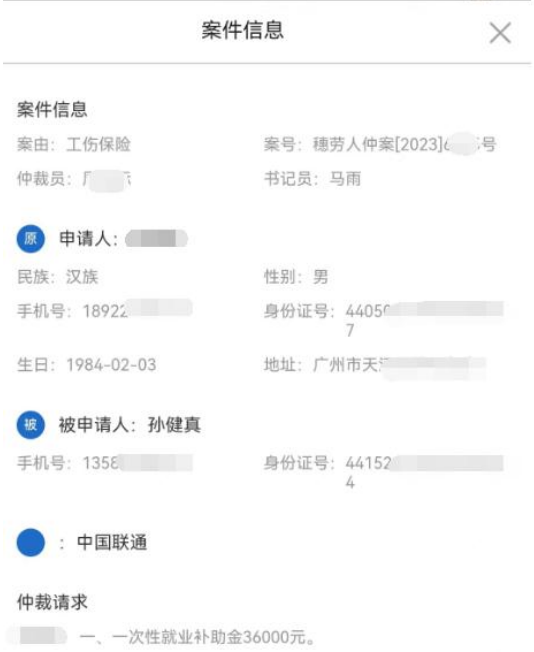 案件信息
案件信息
案由：工伤保险 案号：穗劳人仲案[2023]6 号
仲裁员： 书记员：马雨
原 申请人：
民族：汉族 性别：男
手机号：18922 身份证号：4405
7
生日：1984-02-03 地址：广州市天
被 被申请人：孙健真
手机号：1358 身份证号：44152
4
：中国联通
仲裁请求
一、一次性就业补助金36000元。